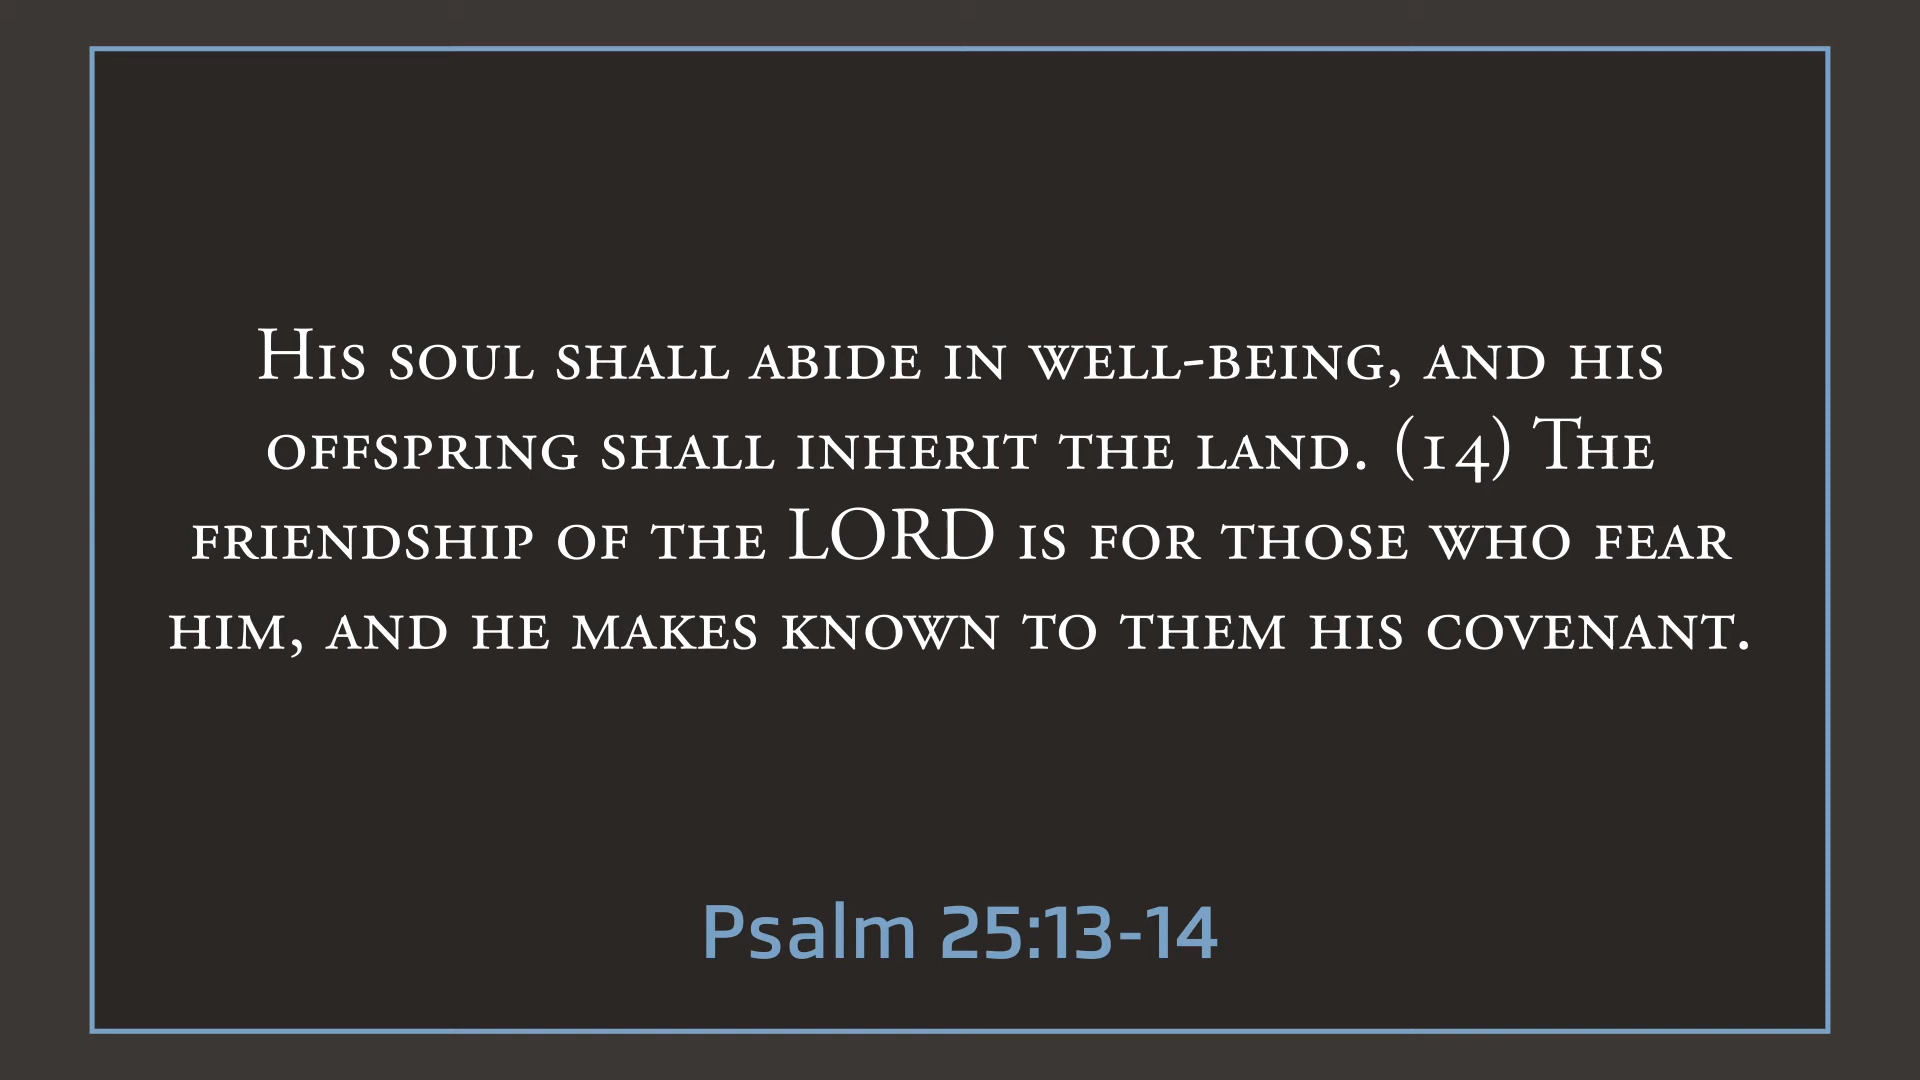 His soul shall abide in well-being, and his
offspring shall inherit the land. (14) The
friendship of the LORD is for those who fear
him, and he makes known to them his covenant.
Psalm 25:13-14